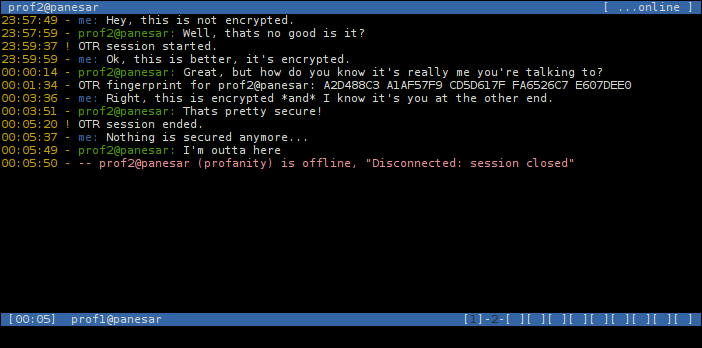 prof2@panesar [ ...online ]
23:57:49 - me: Hey, this is not encrypted.
23:57:59 - prof2@panesar: Well, thats no good is it?
23:59:37 ! OTR session started.
23:59:59 - me: Ok, this is better, it's encrypted.
00:00:14 - prof2@panesar: Great, but how do you know it's really me you're talking to?
00:01:34 - OTR fingerprint for prof2@panesar: A2D488C3 A1AF57F9 CD5D617F FA6526C7 E607DEE0
00:03:36 - me: Right, this is encrypted *and* I know it's you at the other end.
00:03:51 - prof2@panesar: Thats pretty secure!
00:05:20 ! OTR session ended.
00:05:37 - me: Nothing is secured anymore...
00:05:49 - prof2@panesar: I'm outta here
00:05:50 - -- prof2@panesar (profanity) is offline, "Disconnected: session closed"
[00:05] prof1@panesar [1]-2-[ ][ ][ ][ ][ ][ ][ ][ ][ ]